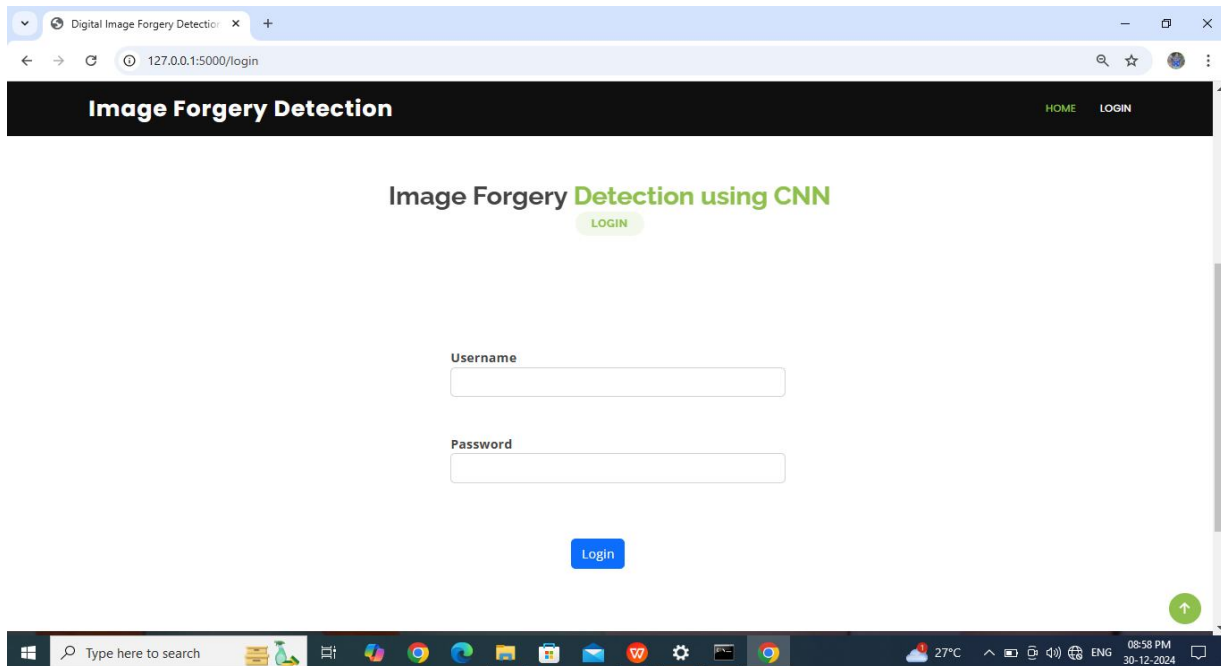 Digital Image Forgery Detection
127.0.0.1:5000/login
Image Forgery Detection
HOME LOGIN
Image Forgery Detection using CNN
LOGIN
Username
Password
Login
Type here to search
27°C
ENG
08:58 PM
30-12-2024